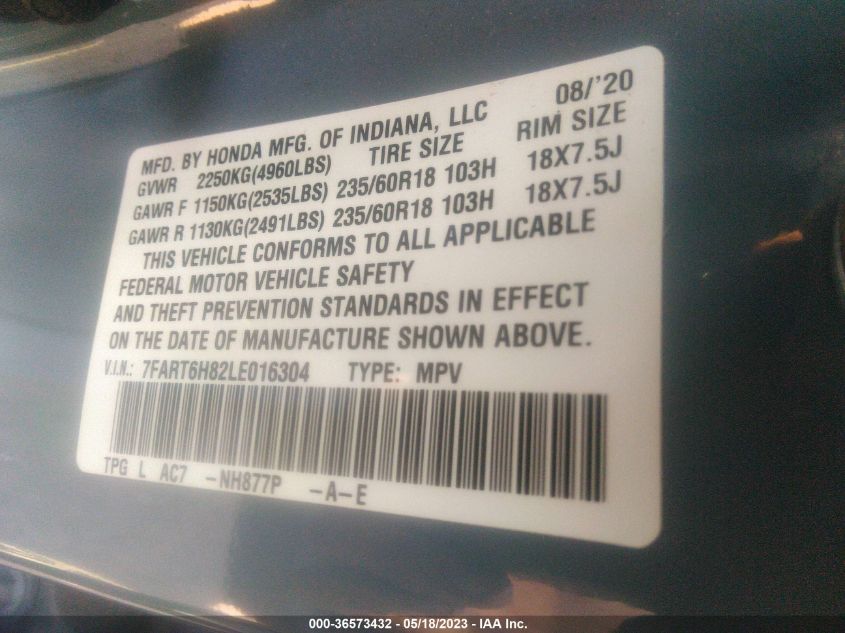 MFD. BY HONDA MFG. OF INDIANA, LLC 08/'20
GVWR 2250KG(4960LBS) TIRE SIZE RIM SIZE
GAWR F 1150KG(2535LBS) 235/60R18 103H 18X7.5J
GAWR R 1130KG(2491LBS) 235/60R18 103H 18X7.5J
THIS VEHICLE CONFORMS TO ALL APPLICABLE
FEDERAL MOTOR VEHICLE SAFETY
AND THEFT PREVENTION STANDARDS IN EFFECT
ON THE DATE OF MANUFACTURE SHOWN ABOVE.
V.I.N.: 7FART6H82LE016304 TYPE: MPV
TPG L AC7 -NH877P -A-E
000-36573432 - 05/18/2023 - IAA Inc.